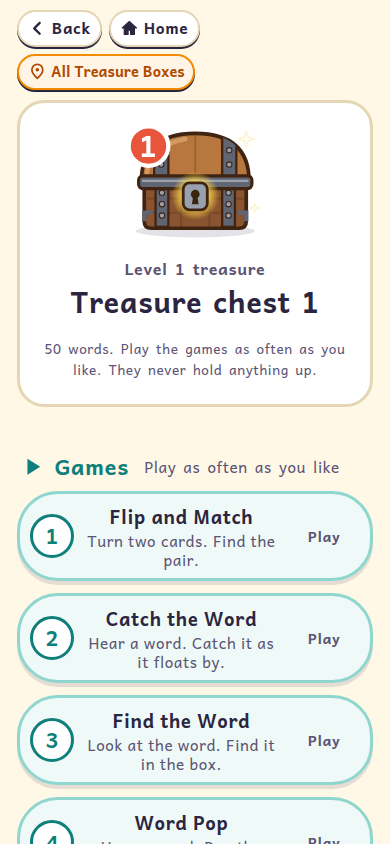 Back
Home
All Treasure Boxes
1
Level 1 treasure
Treasure chest 1
50 words. Play the games as often as you
like. They never hold anything up.
Games Play as often as you like
1
Flip and Match
Turn two cards. Find the
pair.
Play
2
Catch the Word
Hear a word. Catch it as
it floats by.
Play
3
Find the Word
Look at the word. Find it
in the box.
Play
4
Word Pop
Play